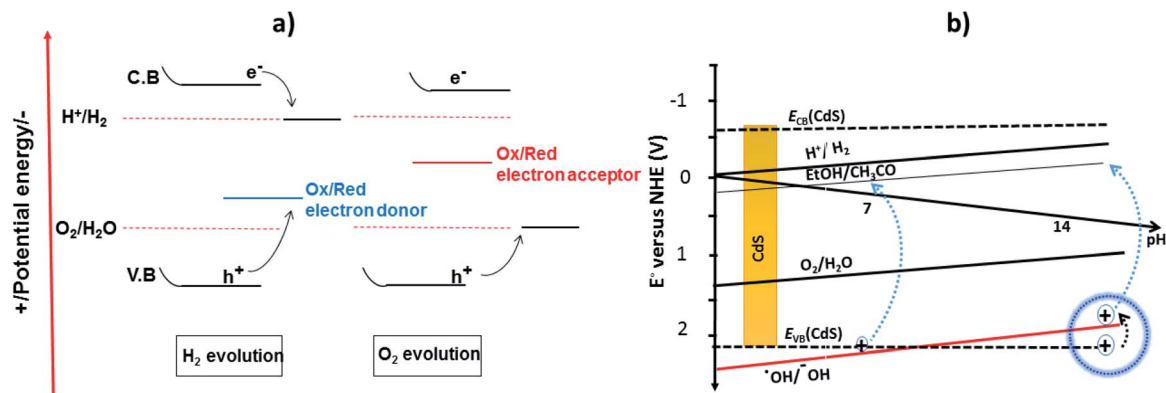 a)
+/Potential energy/-
C.B
e-
H+/H2
O2/H2O
V.B
h+
Ox/Red
electron donor
H2 evolution
e-
Ox/Red
electron acceptor
h+
O2 evolution
b)
E° versus NHE (V)
-1
0
1
2
CdS
ECB(CdS)
H+/ H2
EtOH/CH3CO
7
14
pH
O2/H2O
EVB(CdS)
+
+
+
•OH/-OH